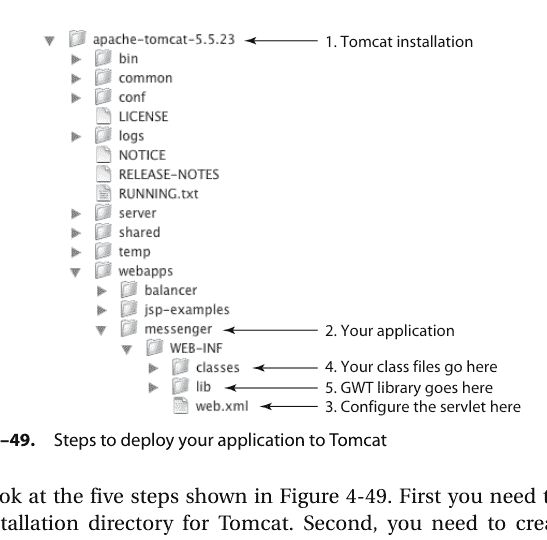 apache-tomcat-5.5.23 1. Tomcat installation
bin
common
conf
LICENSE
logs
NOTICE
RELEASE-NOTES
RUNNING.txt
server
shared
temp
webapps
balancer
jsp-examples
messenger 2. Your application
WEB-INF
classes 4. Your class files go here
lib 5. GWT library goes here
web.xml 3. Configure the servlet here
–49. Steps to deploy your application to Tomcat
ok at the five steps shown in Figure 4-49. First you need t
tallation directory for Tomcat. Second, you need to crea